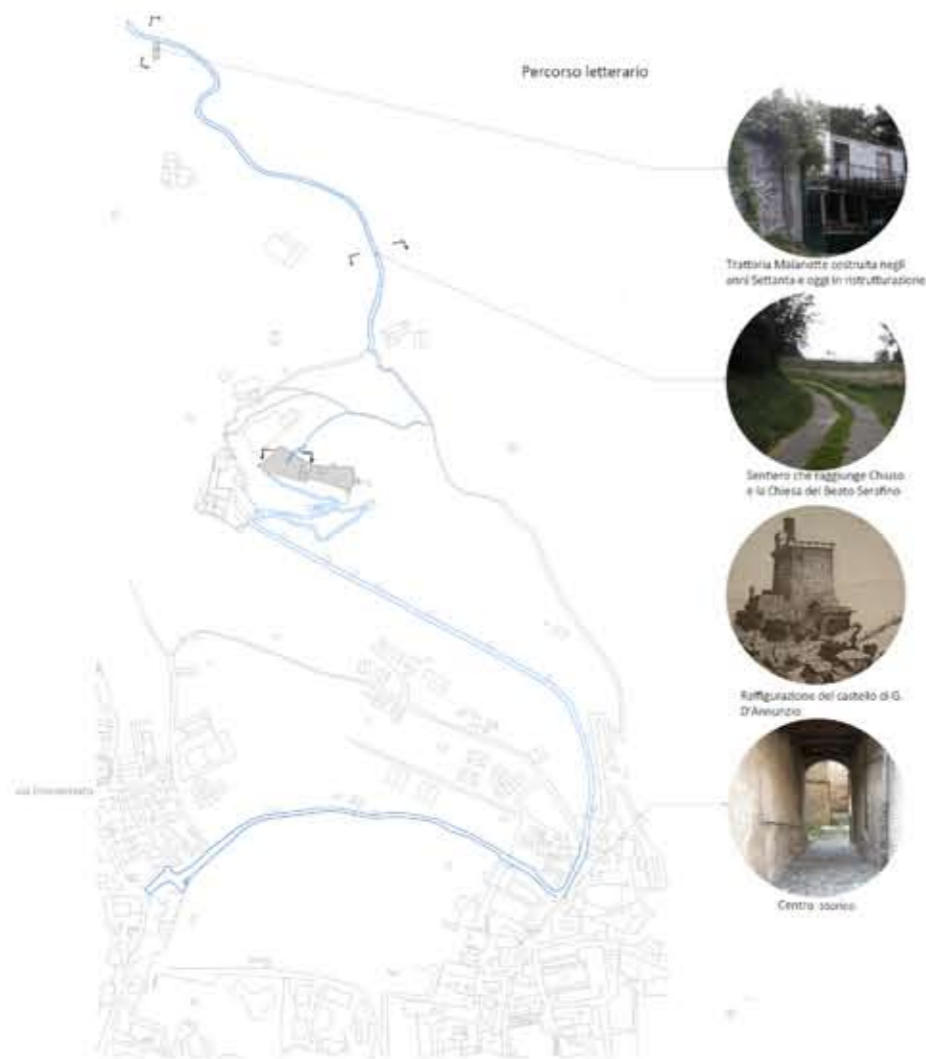 Percorso letterario
Trattoria Malanotte costruita negli
anni Settanta e oggi in ristrutturazione
Sentiero che raggiunge Chiuso
e la Chiesa del Beato Serafino
Raffigurazione del castello di G.
D'Annunzio
Centro storico
via